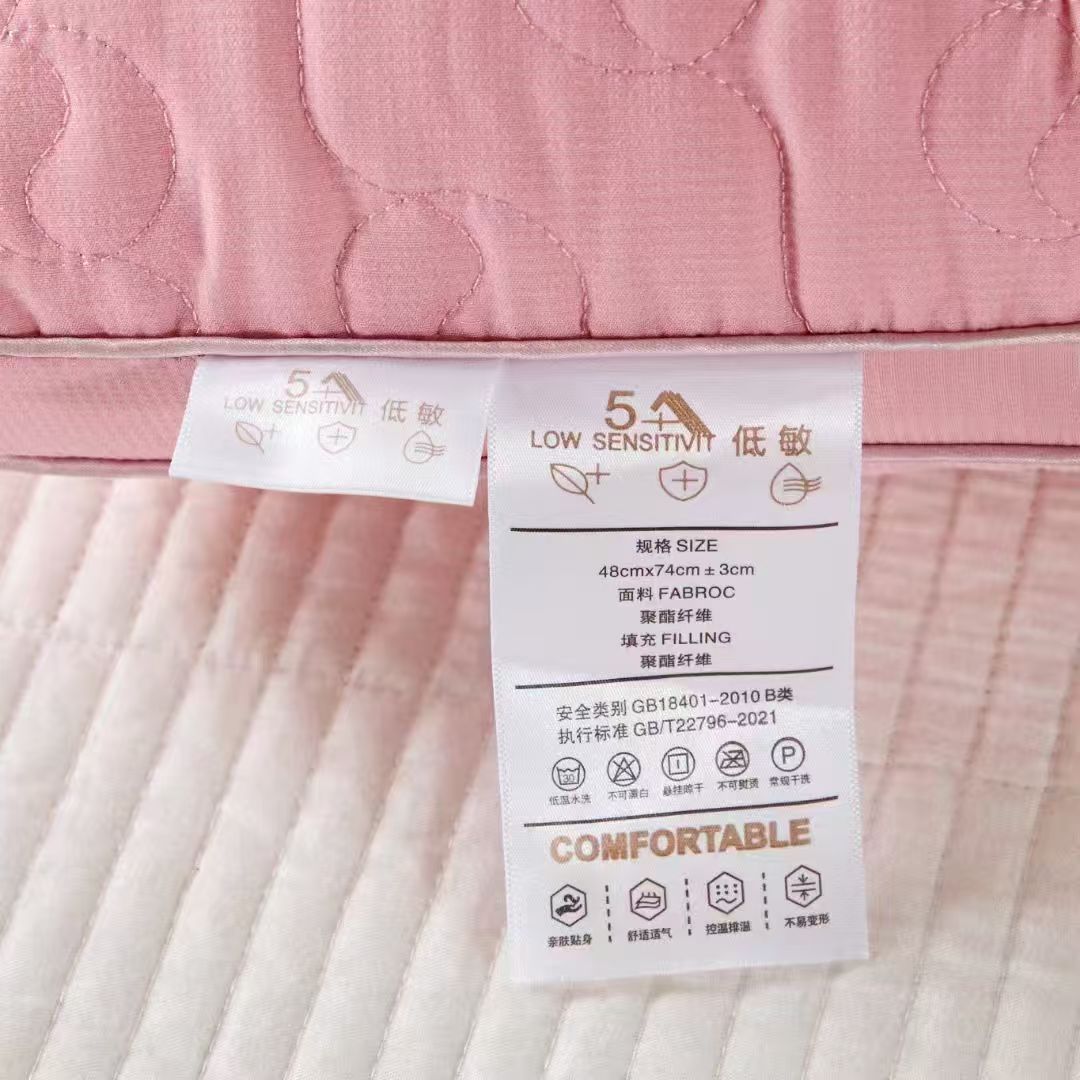 5A
LOW SENSITIVIT 低敏
5A
LOW SENSITIVIT 低敏
规格 SIZE
48cmx74cm ± 3cm
面料 FABROC
聚酯纤维
填充 FILLING
聚酯纤维
安全类别 GB18401-2010 B类
执行标准 GB/T22796-2021
30 P
低温水洗 不可漂白 悬挂晾干 不可熨烫 常规干洗
COMFORTABLE
亲肤贴身 舒适透气 控温排湿 不易变形